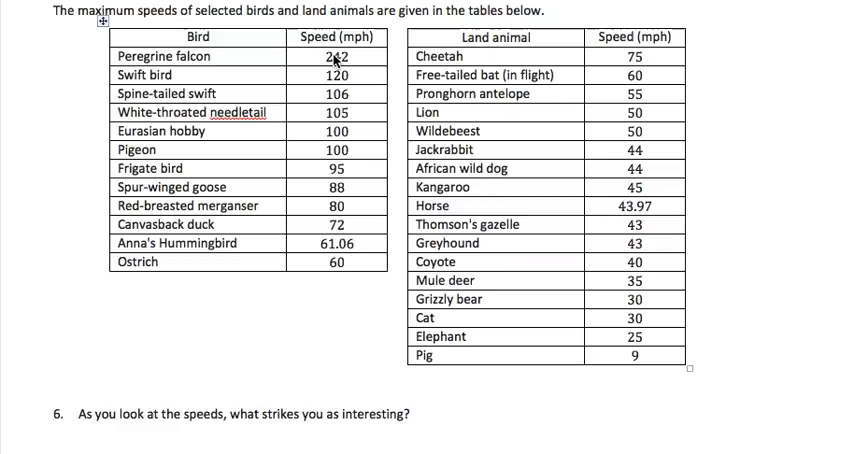 The maximum speeds of selected birds and land animals are given in the tables below.
Bird Speed (mph)
Peregrine falcon 242
Swift bird 120
Spine-tailed swift 106
White-throated needletail 105
Eurasian hobby 100
Pigeon 100
Frigate bird 95
Spur-winged goose 88
Red-breasted merganser 80
Canvasback duck 72
Anna's Hummingbird 61.06
Ostrich 60
Land animal Speed (mph)
Cheetah 75
Free-tailed bat (in flight) 60
Pronghorn antelope 55
Lion 50
Wildebeest 50
Jackrabbit 44
African wild dog 44
Kangaroo 45
Horse 43.97
Thomson's gazelle 43
Greyhound 43
Coyote 40
Mule deer 35
Grizzly bear 30
Cat 30
Elephant 25
Pig 9
6. As you look at the speeds, what strikes you as interesting?